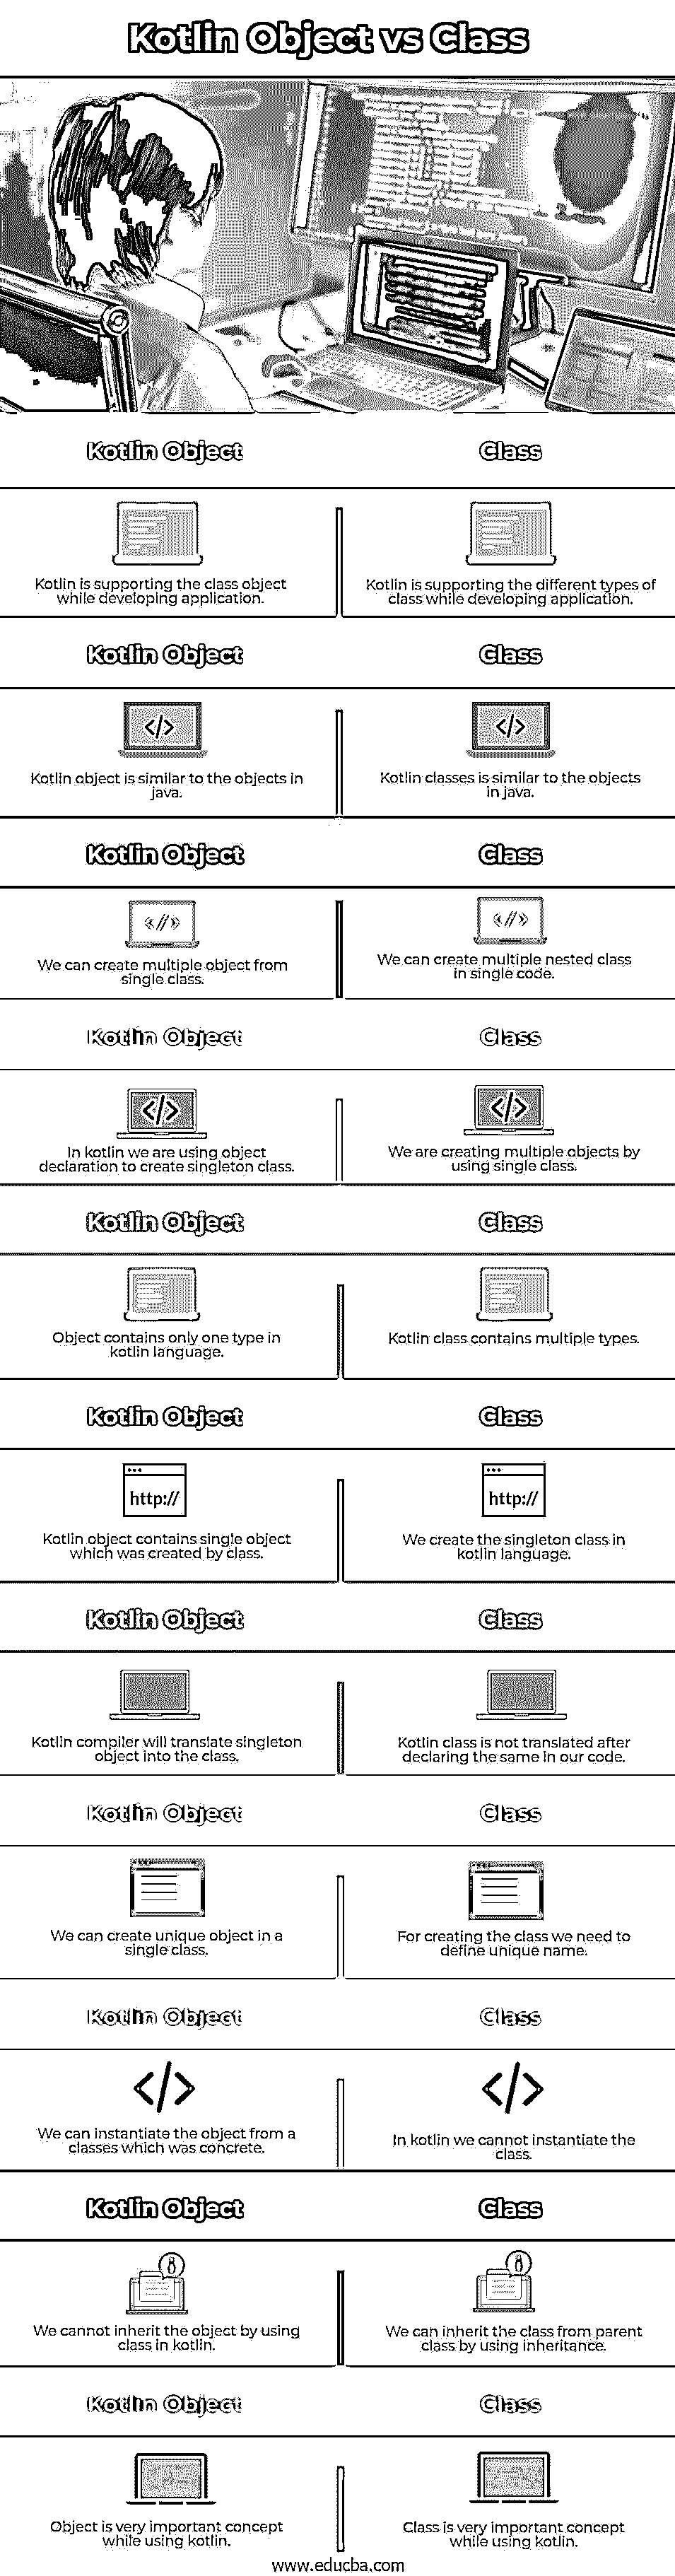 Kotlin Object vs Class
Kotlin Object
Class
Kotlin is supporting the class object
while developing application.
Kotlin is supporting the different types of
class while developing application.
Kotlin Object
Class
</>
</>
Kotlin object is similar to the objects in
java.
Kotlin classes is similar to the objects
in java.
Kotlin Object
Class
<//>
<//>
We can create multiple object from
single class.
We can create multiple nested class
in single code.
Kotlin Object
Class
</>
</>
In kotlin we are using object
declaration to create singleton class.
We are creating multiple objects by
using single class.
Kotlin Object
Class
Object contains only one type in
kotlin language.
Kotlin class contains multiple types.
Kotlin Object
Class
http://
http://
Kotlin object contains single object
which was created by class.
We create the singleton class in
kotlin language.
Kotlin Object
Class
Kotlin compiler will translate singleton
object into the class.
Kotlin class is not translated after
declaring the same in our code.
Kotlin Object
Class
We can create unique object in a
single class.
For creating the class we need to
define unique name.
Kotlin Object
Class
</>
</>
We can instantiate the object from a
classes which was concrete.
In kotlin we cannot instantiate the
class.
Kotlin Object
Class
We cannot inherit the object by using
class in kotlin.
We can inherit the class from parent
class by using inheritance.
Kotlin Object
Class
Object is very important concept
while using kotlin.
Class is very important concept
while using kotlin.
www.educba.com